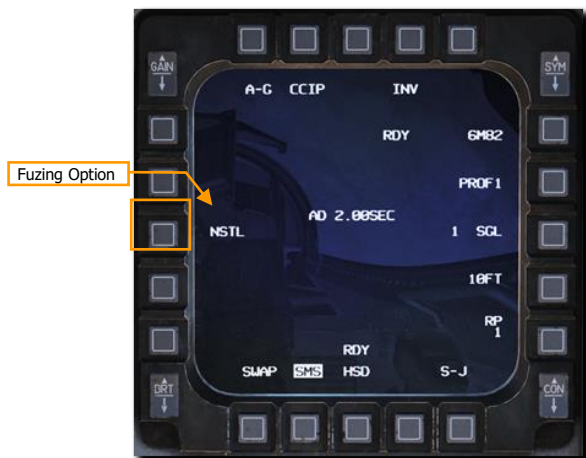 GAIN
SYM
A-G CCIP INV
RDY 6M82
Fuzing Option
PROF1
AD 2.00SEC
NSTL 1 SGL
10FT
RP
1
RDY
SWAP SMS HSD S-J
BRT
CON